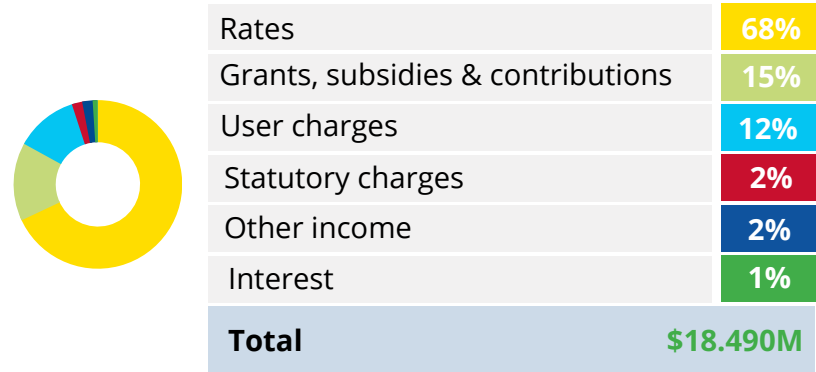 Rates 68%
Grants, subsidies & contributions 15%
User charges 12%
Statutory charges 2%
Other income 2%
Interest 1%
Total $18.490M